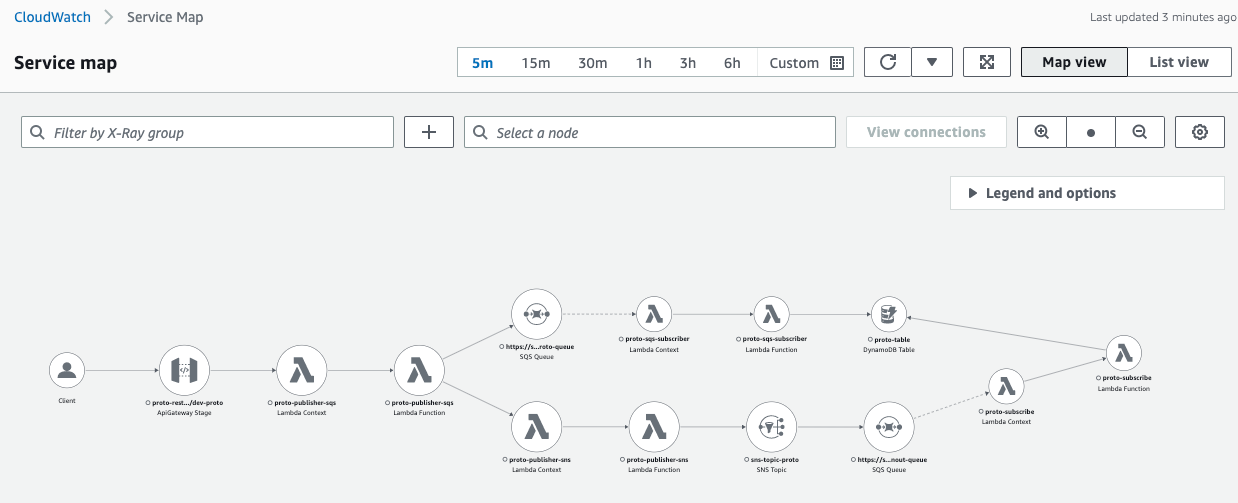 CloudWatch
Service Map
Last updated 3 minutes ago
Service map
5m
15m
30m
1h
3h
6h
Custom
Map view
List view
Filter by X-Ray group
Select a node
View connections
Legend and options
Client
proto-rest.../dev-proto
ApiGateway Stage
proto-publisher-sqs
Lambda Context
proto-publisher-sqs
Lambda Function
https://s...roto-queue
SQS Queue
proto-sqs-subscriber
Lambda Context
proto-sqs-subscriber
Lambda Function
proto-table
DynamoDB Table
proto-publisher-sns
Lambda Context
proto-publisher-sns
Lambda Function
sns-topic-proto
SNS Topic
https://s...nout-queue
SQS Queue
proto-subscribe
Lambda Context
proto-subscribe
Lambda Function